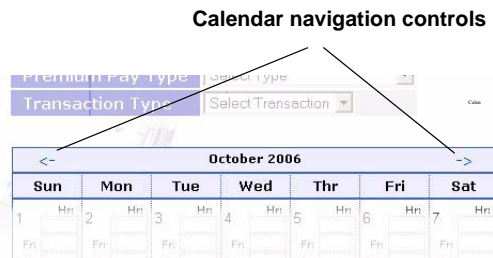 Calendar navigation controls
Premium Pay Type Select Type
Transaction Type Select Transaction
<- October 2006 ->
Sun Mon Tue Wed Thr Fri Sat
1 Hrs 2 Hrs 3 Hrs 4 Hrs 5 Hrs 6 Hrs 7 Hrs